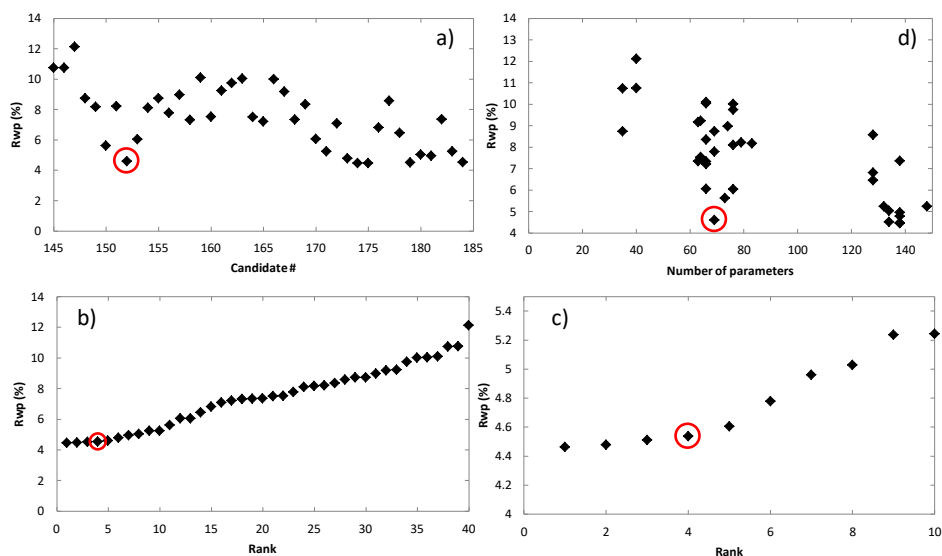 a)
Rwp (%)
14
12
10
8
6
4
2
0
145 150 155 160 165 170 175 180 185
Candidate #
d)
Rwp (%)
14
13
12
11
10
9
8
7
6
5
4
0 20 40 60 80 100 120 140
Number of parameters
b)
Rwp (%)
14
12
10
8
6
4
2
0
0 5 10 15 20 25 30 35 40
Rank
c)
Rwp (%)
5.4
5.2
5
4.8
4.6
4.4
4.2
4
0 2 4 6 8 10
Rank